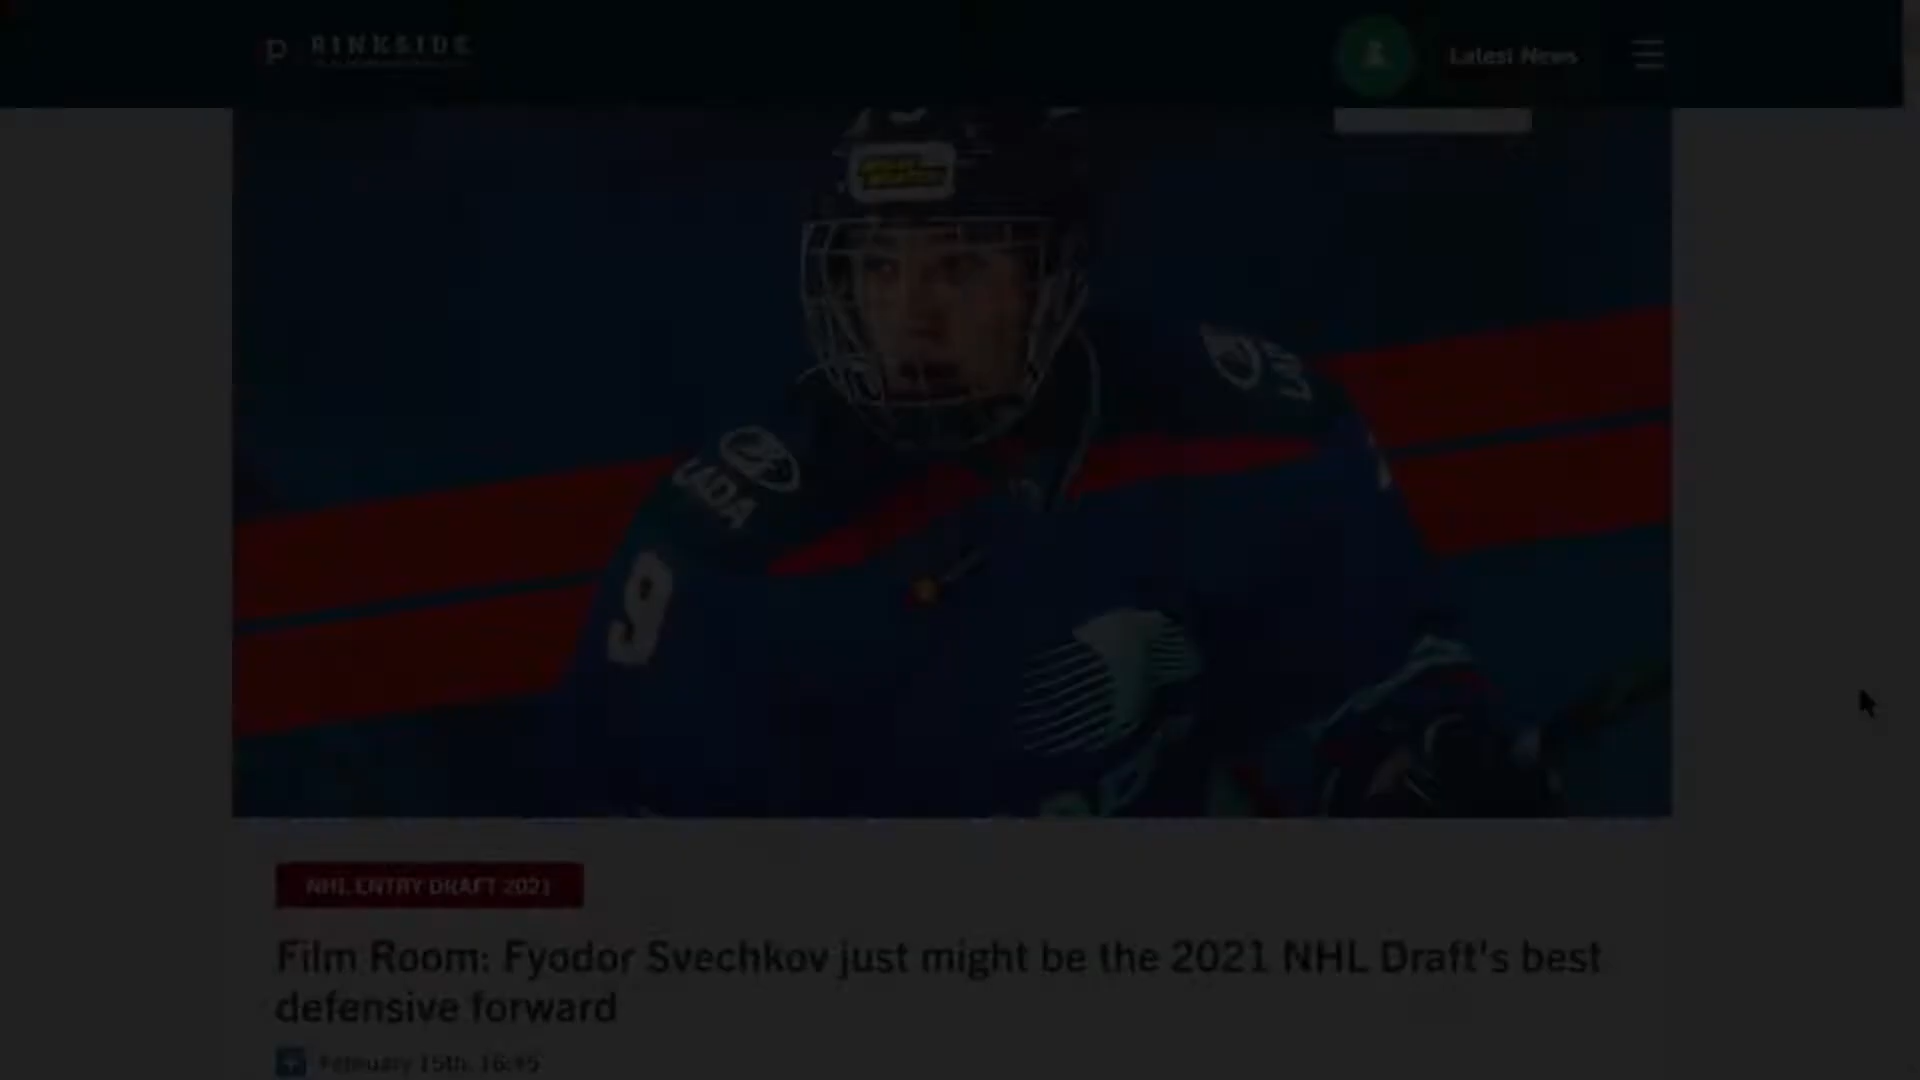 P RINKSIDE
Latest News
LADA
9
NHL ENTRY DRAFT 2021
Film Room: Fyodor Svechkov just might be the 2021 NHL Draft's best
defensive forward
February 15th, 16:45